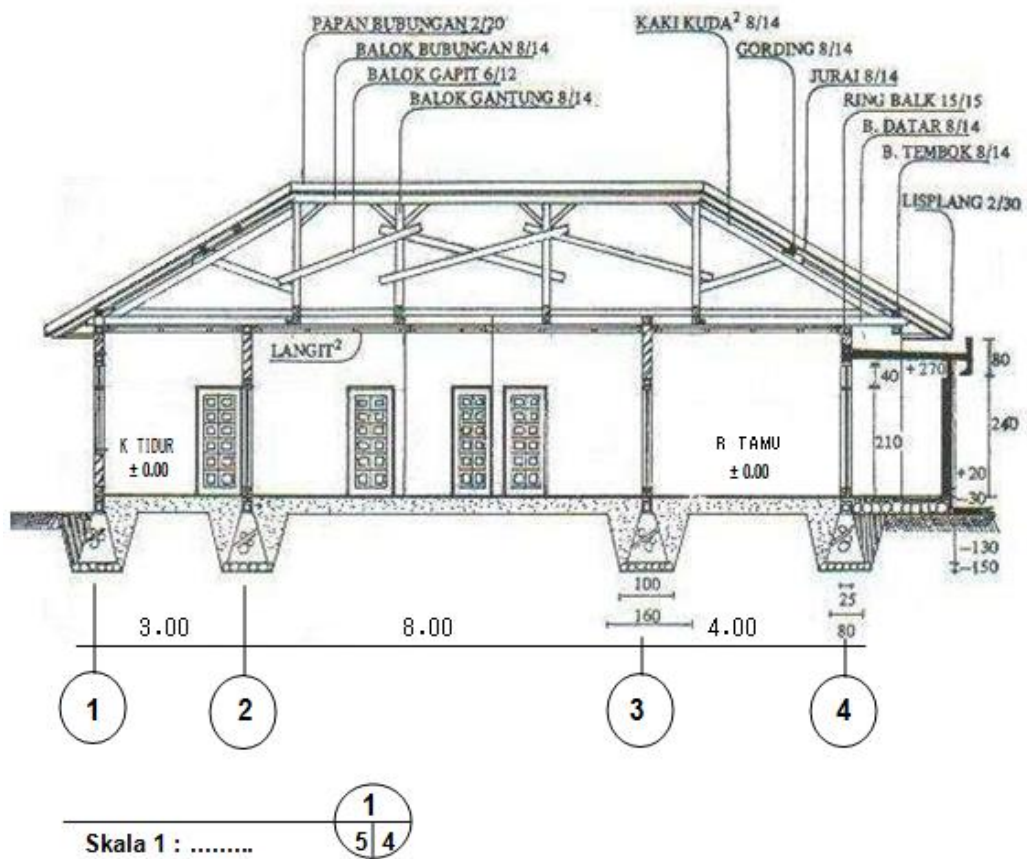 PAPAN BUBUNGAN 2/20
BALOK BUBUNGAN 8/14
BALOK GAPIT 6/12
BALOK GANTUNG 8/14
KAKI KUDA² 8/14
GORDING 8/14
JURAI 8/14
RING BALK 15/15
B. DATAR 8/14
B. TEMBOK 8/14
LISPLANG 2/30
LANGIT²
K TIDUR
± 0.00
R TAMU
± 0.00
+270
40
80
210
240
+20
-30
-130
-150
100
160
25
80
3.00
8.00
4.00
1
2
3
4
1
5 4
Skala 1 : .........